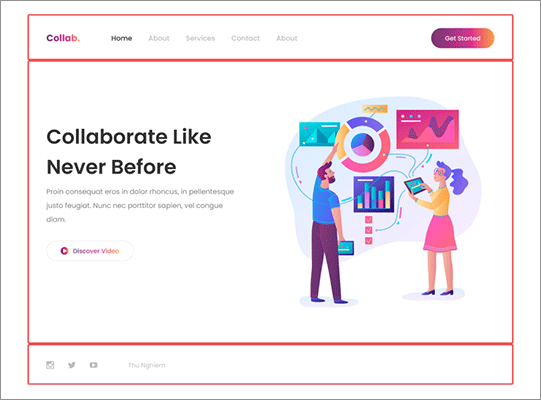 Collab. Home About Services Contact About Get Started
Collaborate Like
Never Before
Proin consequat eros in dolor rhoncus, in pellentesque
justo feugiat. Nunc nec porttitor sapien, vel congue
diam.
Discover Video
Thu Nghiem